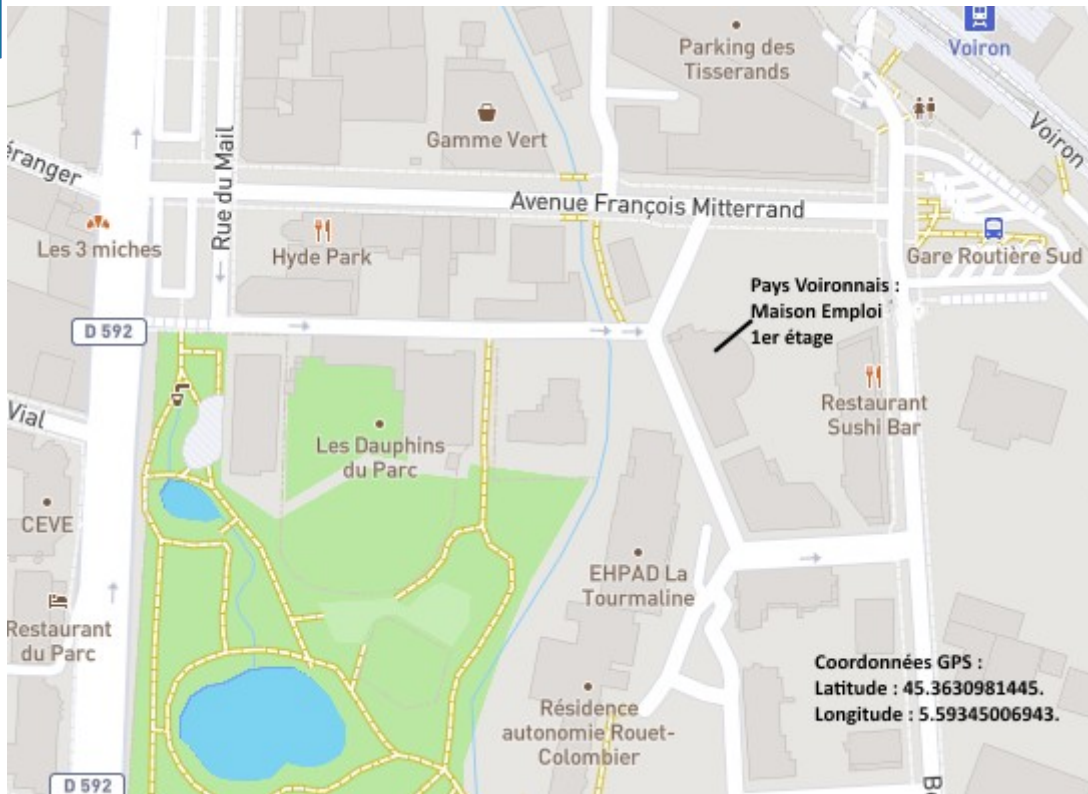 Parking des
Tisserands
Voiron
Voiron
Gamme Vert
éranger
Rue du Mail
Avenue François Mitterrand
Les 3 miches
Hyde Park
Gare Routière Sud
Pays Voironnais :
Maison Emploi
1er étage
D 592
Vial
Restaurant
Sushi Bar
Les Dauphins
du Parc
CEVE
EHPAD La
Tourmaline
Restaurant
du Parc
Coordonnées GPS :
Latitude : 45.3630981445.
Longitude : 5.59345006943.
Résidence
autonomie Rouet-
Colombier
D 592